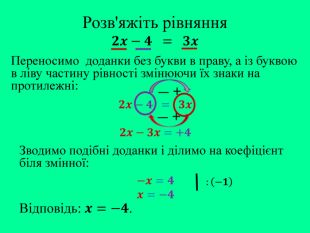 Розв'яжіть рівняння
2x − 4 = 3x
Переносимо доданки без букви в праву, а із буквою
в ліву частину рівності змінюючи їх знаки на
протилежні:
— +
2x − 4 = 3x
— +
2x − 3x = +4
Зводимо подібні доданки і ділимо на коефіцієнт
біля змінної:
−x = 4 | : (−1)
x = −4
Відповідь: x = −4.